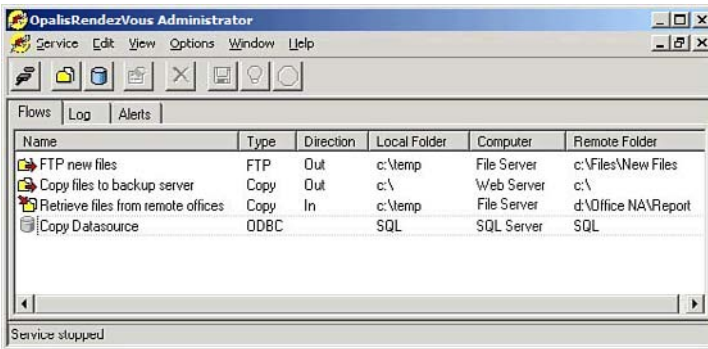 OpalisRendezVous Administrator
Service Edit View Options Window Help
Flows Log Alerts
Name Type Direction Local Folder Computer Remote Folder
FTP new files FTP Out c:\temp File Server c:\Files\New Files
Copy files to backup server Copy Out c:\ Web Server c:\
Retrieve files from remote offices Copy In c:\temp File Server d:\Office NA\Report
Copy Datasource ODBC SQL SQL Server SQL
Service stopped